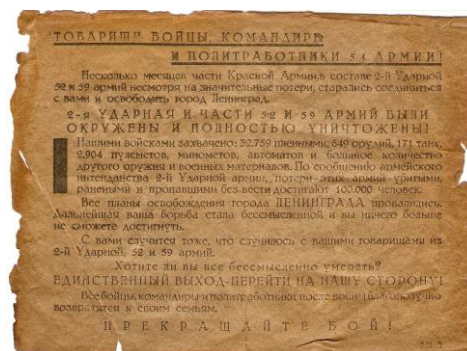 ТОВАРИЩИ БОЙЦЫ, КОМАНДИРЫ
И ПОЛИТРАБОТНИКИ 54 АРМИИ!
Несколько месяцев части Красной Армии, в составе 2-й Ударной
52 и 59 армий несмотря на значительные потери, старались соединиться
с вами и освободить город Ленинград.
2-я УДАРНАЯ И ЧАСТИ 52 И 59 АРМИЙ БЫЛИ
ОКРУЖЕНЫ И ПОЛНОСТЬЮ УНИЧТОЖЕНЫ!
Нашими войсками захвачено: 32.759 пленными, 649 орудий, 171 танк,
2.904 пулеметов, минометов, автоматов и большое количество
другого оружия и военных материалов. По сообщению армейского
интендантства 2-й Ударной армии, потери этих армий убитыми,
ранеными и пропавшими без вести достигают 100.000 человек.
Все планы освобождения города ЛЕНИНГРАДА провалились.
Дальнейшая ваша борьба стала бессмысленной и вы ничего больше
не сможете достигнуть.
С вами случится тоже, что случилось с вашими товарищами из
2-й Ударной, 52 и 59 армий.
Хотите ли вы все бессмысленно умереть?
ЕДИНСТВЕННЫЙ ВЫХОД-ПЕРЕЙТИ НА НАШУ СТОРОНУ!
Все бойцы, командиры и политработники после войны благополучно
возвратятся к своим семьям.
ПРЕКРАЩАЙТЕ БОЙ!